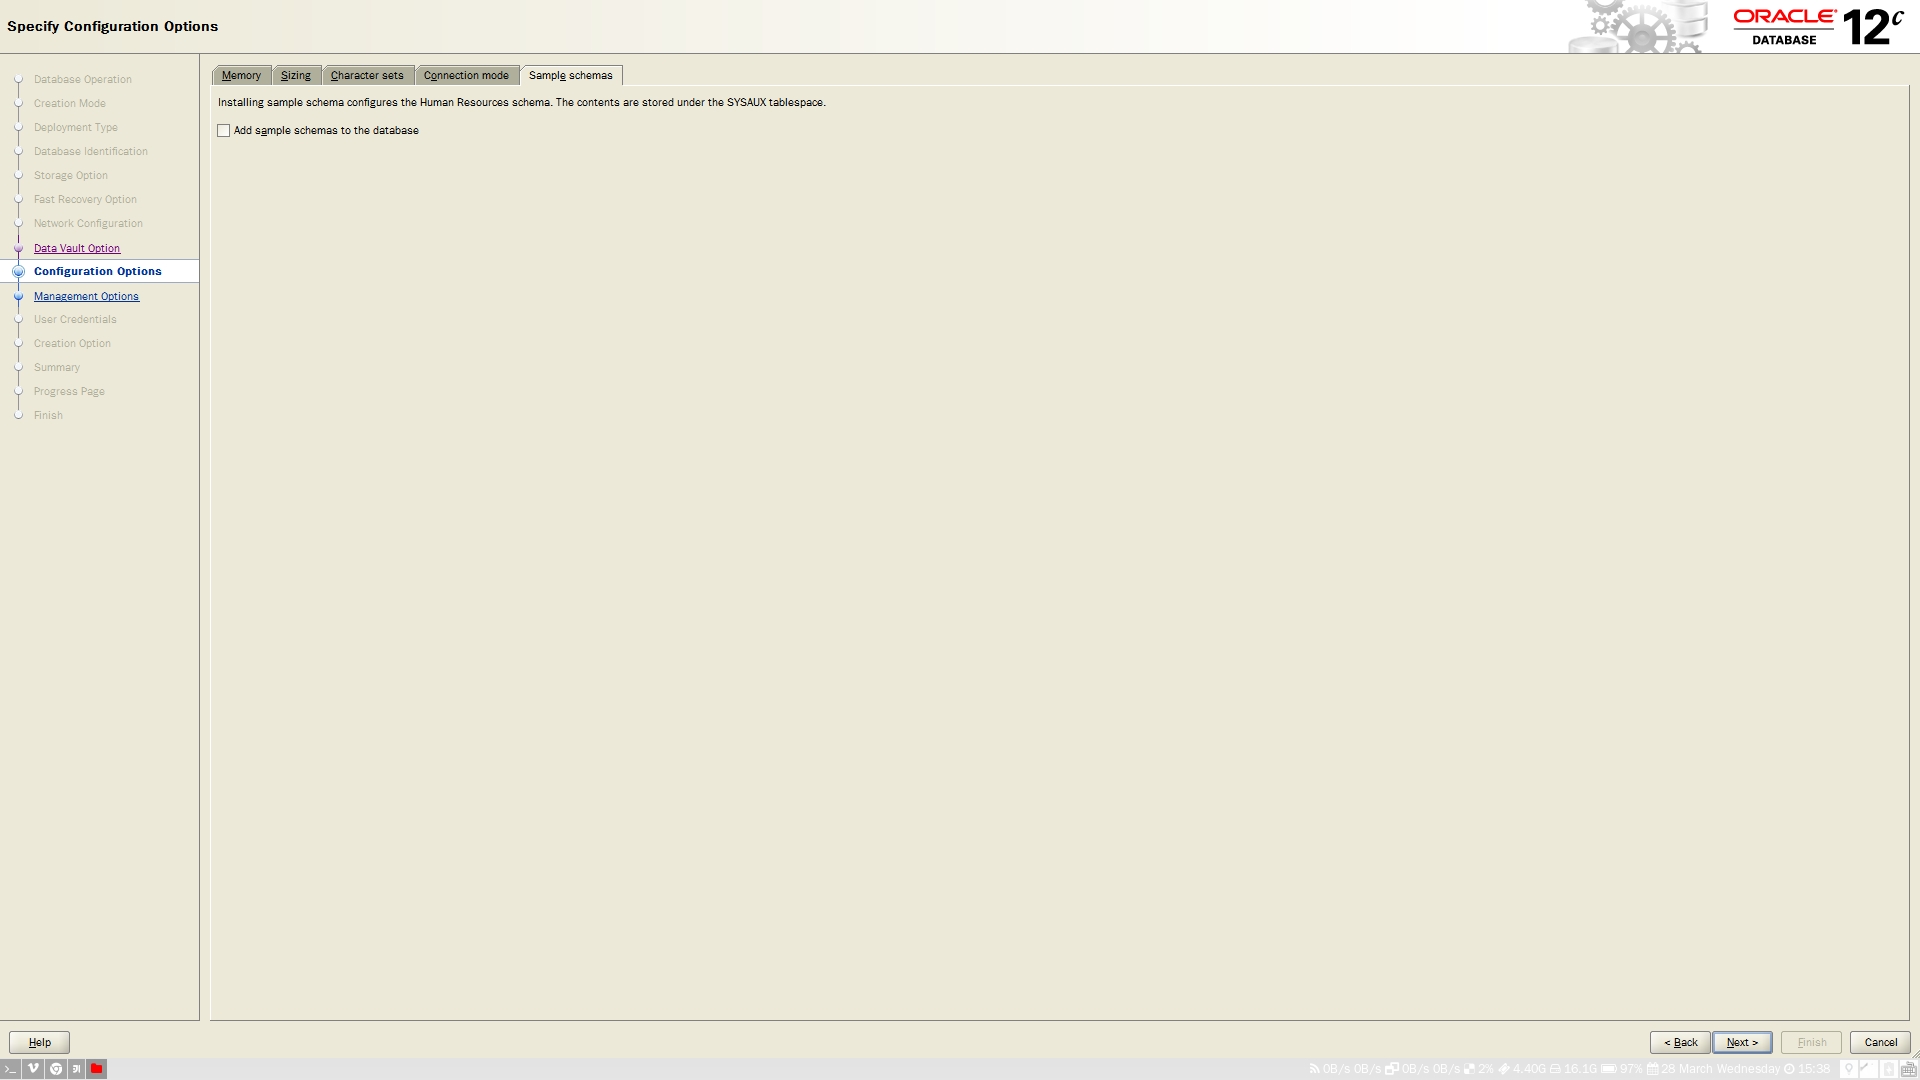 Specify Configuration Options
ORACLE
DATABASE
12c
Database Operation
Creation Mode
Deployment Type
Database Identification
Storage Option
Fast Recovery Option
Network Configuration
Data Vault Option
Configuration Options
Management Options
User Credentials
Creation Option
Summary
Progress Page
Finish
Memory Sizing Character sets Connection mode Sample schemas
Installing sample schema configures the Human Resources schema. The contents are stored under the SYSAUX tablespace.
Add sample schemas to the database
Help
< Back Next > Finish Cancel
0B/s 0B/s 0B/s 0B/s 2% 4.40G 16.1G 97% 28 March Wednesday 15:38